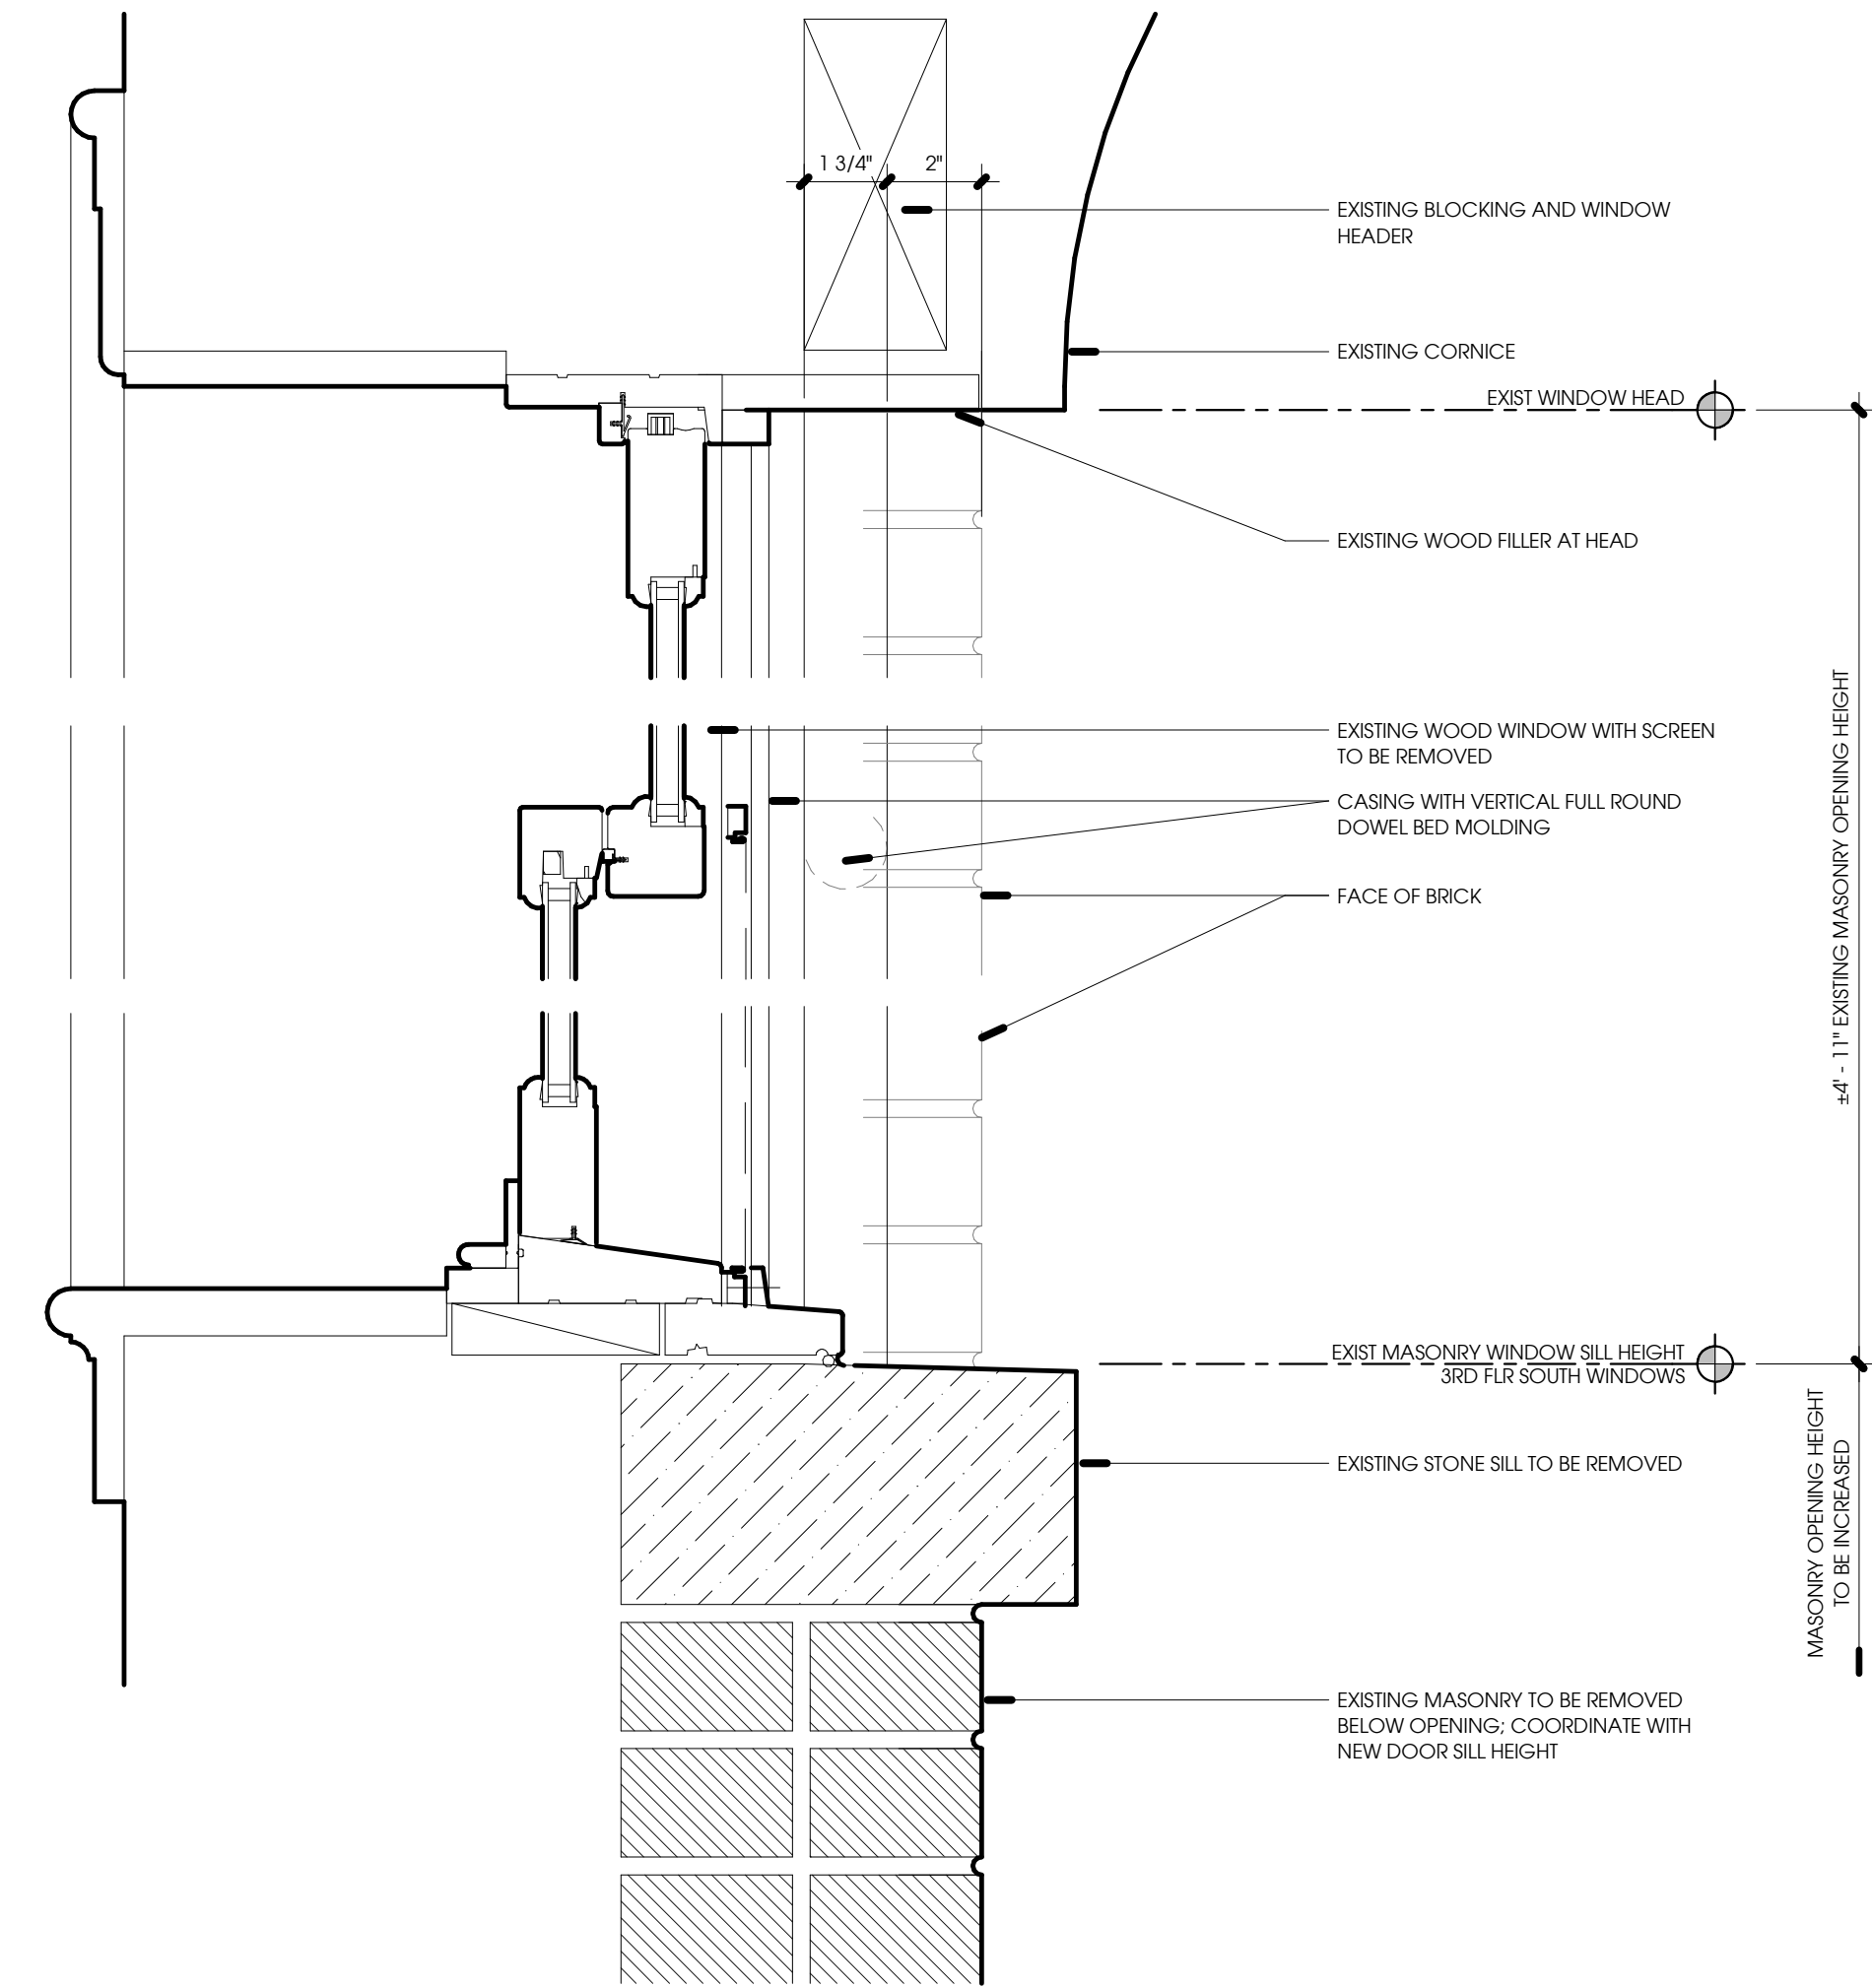 1 3/4" 2"
EXISTING BLOCKING AND WINDOW
HEADER
EXISTING CORNICE
EXIST WINDOW HEAD
EXISTING WOOD FILLER AT HEAD
EXISTING WOOD WINDOW WITH SCREEN
TO BE REMOVED
CASING WITH VERTICAL FULL ROUND
DOWEL BED MOLDING
FACE OF BRICK
±4' - 11" EXISTING MASONRY OPENING HEIGHT
EXIST MASONRY WINDOW SILL HEIGHT
3RD FLR SOUTH WINDOWS
EXISTING STONE SILL TO BE REMOVED
MASONRY OPENING HEIGHT
TO BE INCREASED
EXISTING MASONRY TO BE REMOVED
BELOW OPENING; COORDINATE WITH
NEW DOOR SILL HEIGHT